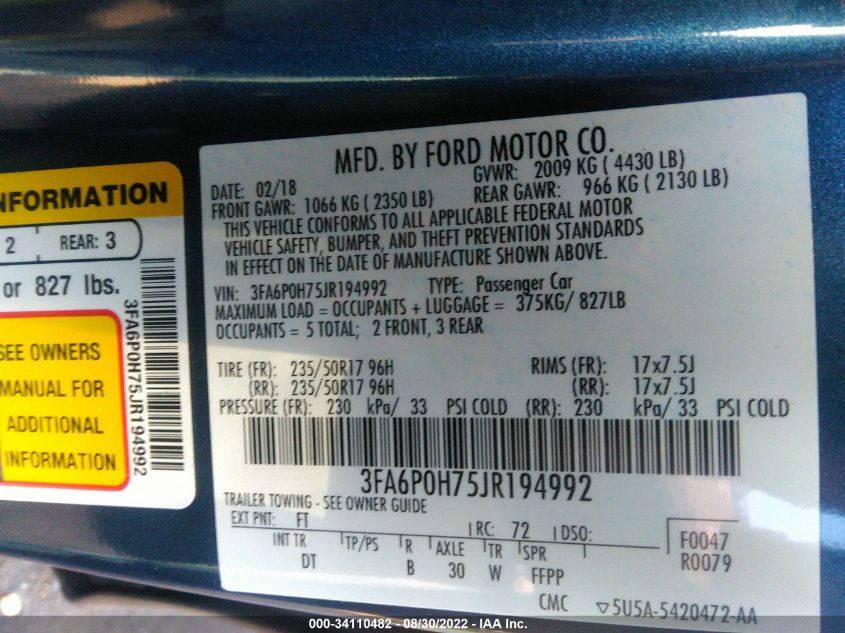 NFORMATION
2 REAR: 3
or 827 lbs.
3FA6P0H75JR194992
SEE OWNERS
MANUAL FOR
ADDITIONAL
INFORMATION
MFD. BY FORD MOTOR CO.
DATE: 02/18 GVWR: 2009 KG ( 4430 LB)
FRONT GAWR: 1066 KG ( 2350 LB) REAR GAWR: 966 KG ( 2130 LB)
THIS VEHICLE CONFORMS TO ALL APPLICABLE FEDERAL MOTOR
VEHICLE SAFETY, BUMPER, AND THEFT PREVENTION STANDARDS
IN EFFECT ON THE DATE OF MANUFACTURE SHOWN ABOVE.
VIN: 3FA6P0H75JR194992 TYPE: Passenger Car
MAXIMUM LOAD = OCCUPANTS + LUGGAGE = 375KG/ 827LB
OCCUPANTS = 5 TOTAL; 2 FRONT, 3 REAR
TIRE (FR): 235/50R17 96H RIMS (FR): 17x7.5J
(RR): 235/50R17 96H (RR): 17x7.5J
PRESSURE (FR): 230 kPa/ 33 PSI COLD (RR): 230 kPa/ 33 PSI COLD
3FA6P0H75JR194992
TRAILER TOWING - SEE OWNER GUIDE
EXT PNT: FT RC: 72 DSO: F0047
INT TR TP/PS R AXLE TR SPR R0079
DT B 30 W FFPP
CMC ▽5U5A-5420472-AA
000-34110482 - 08/30/2022 - IAA Inc.